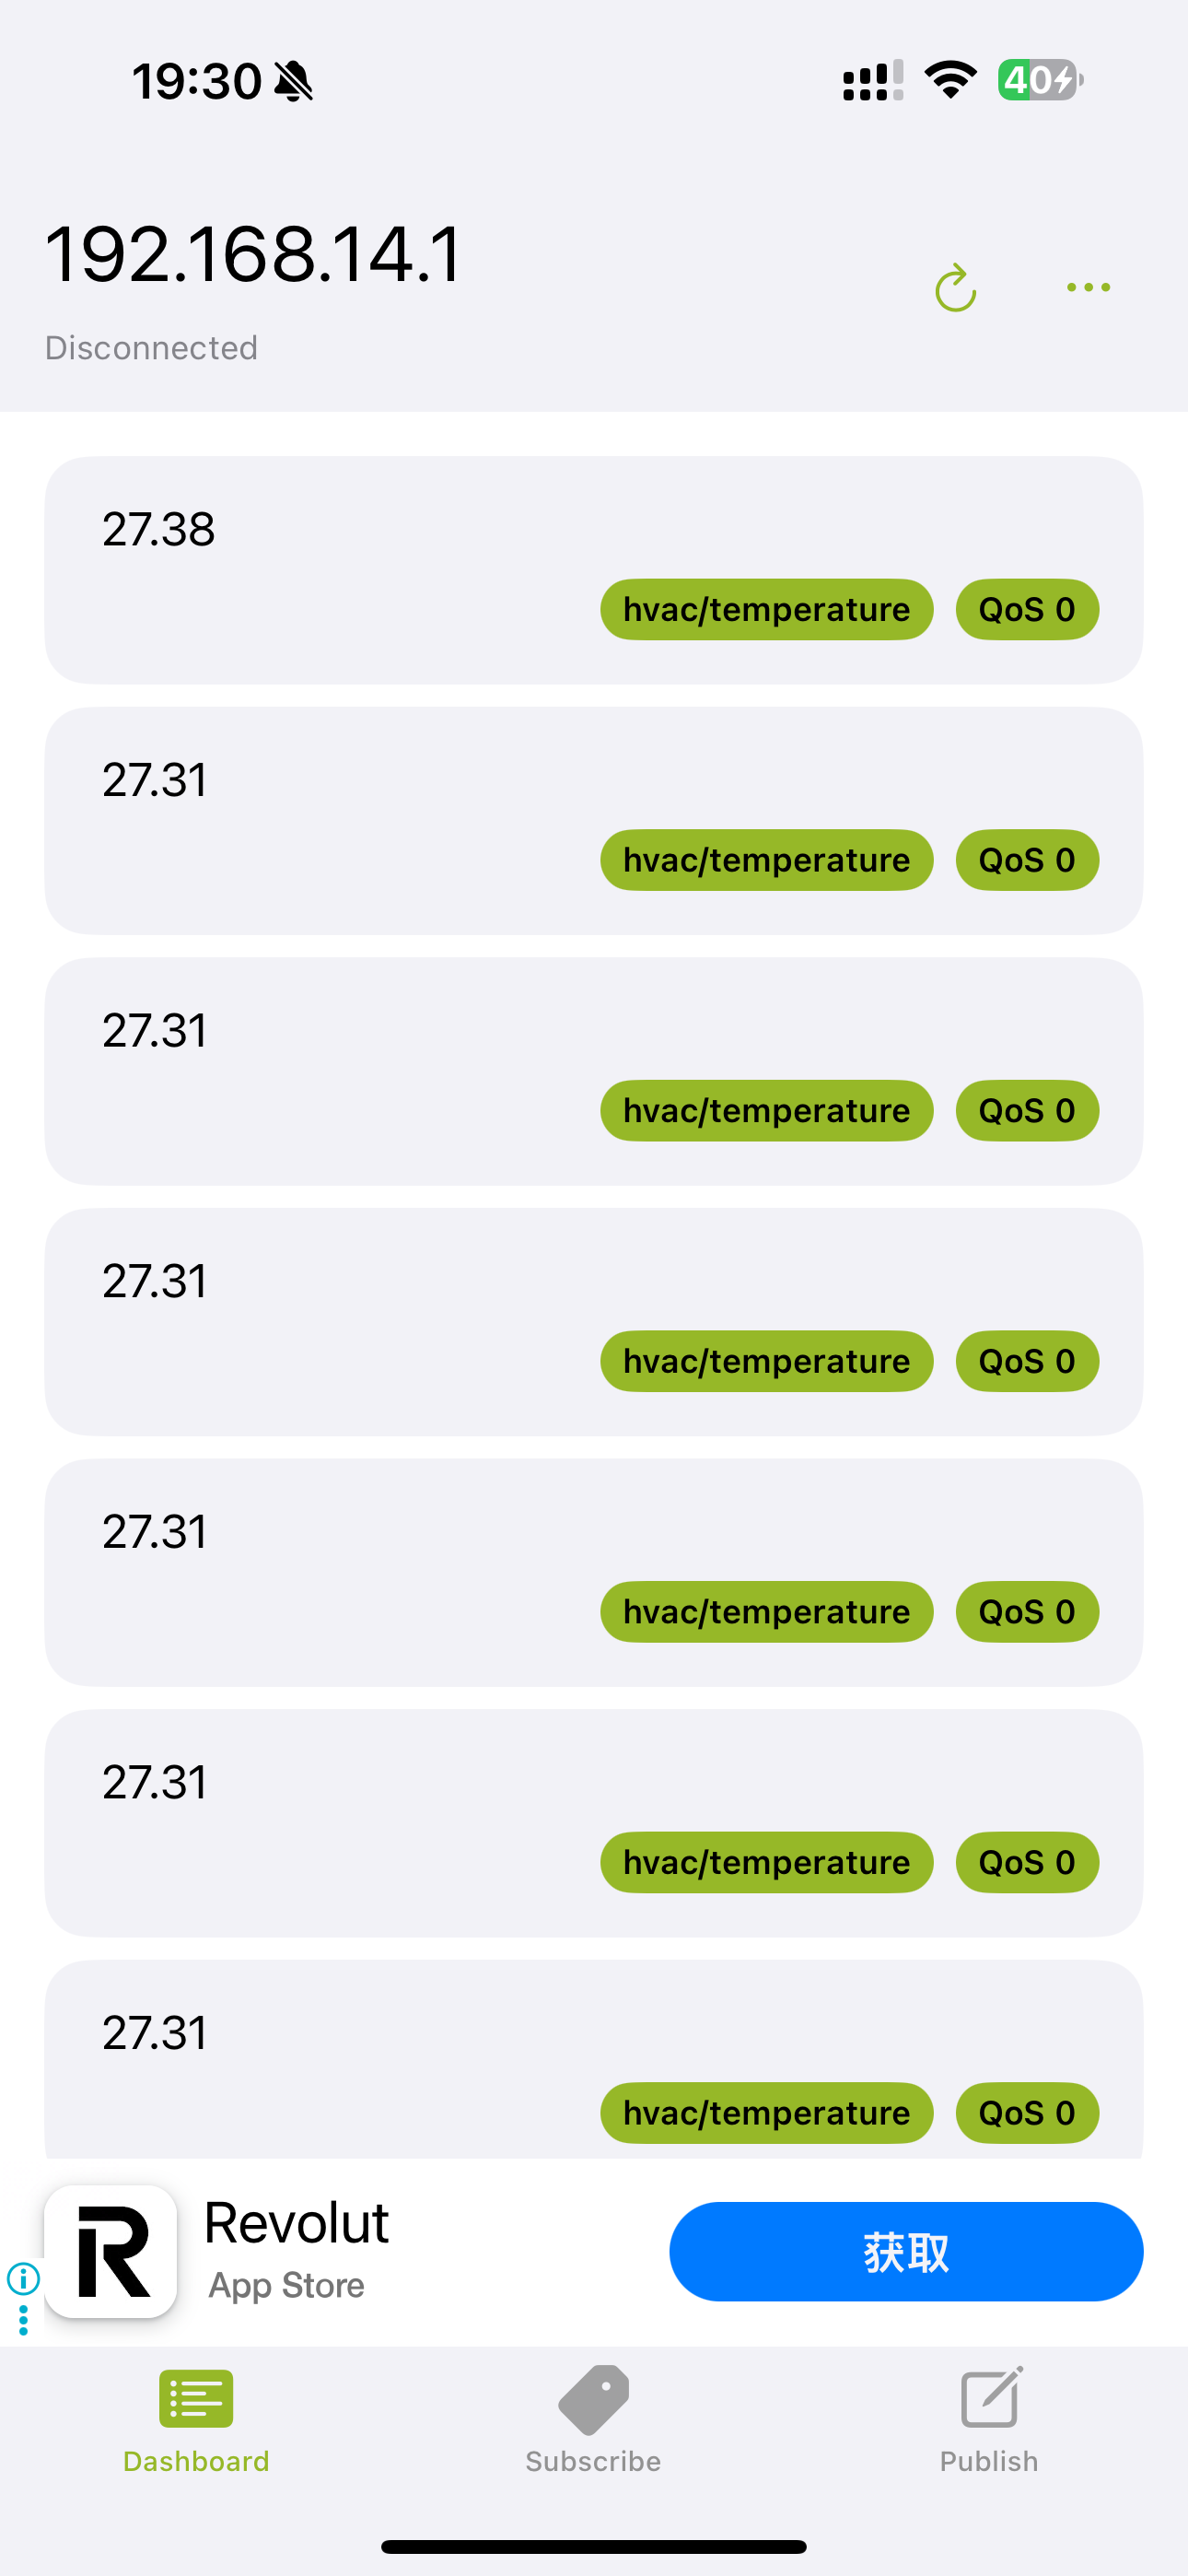 19:30
40
192.168.14.1
Disconnected
27.38
hvac/temperature QoS 0
27.31
hvac/temperature QoS 0
27.31
hvac/temperature QoS 0
27.31
hvac/temperature QoS 0
27.31
hvac/temperature QoS 0
27.31
hvac/temperature QoS 0
27.31
hvac/temperature QoS 0
Revolut
App Store
获取
Dashboard
Subscribe
Publish